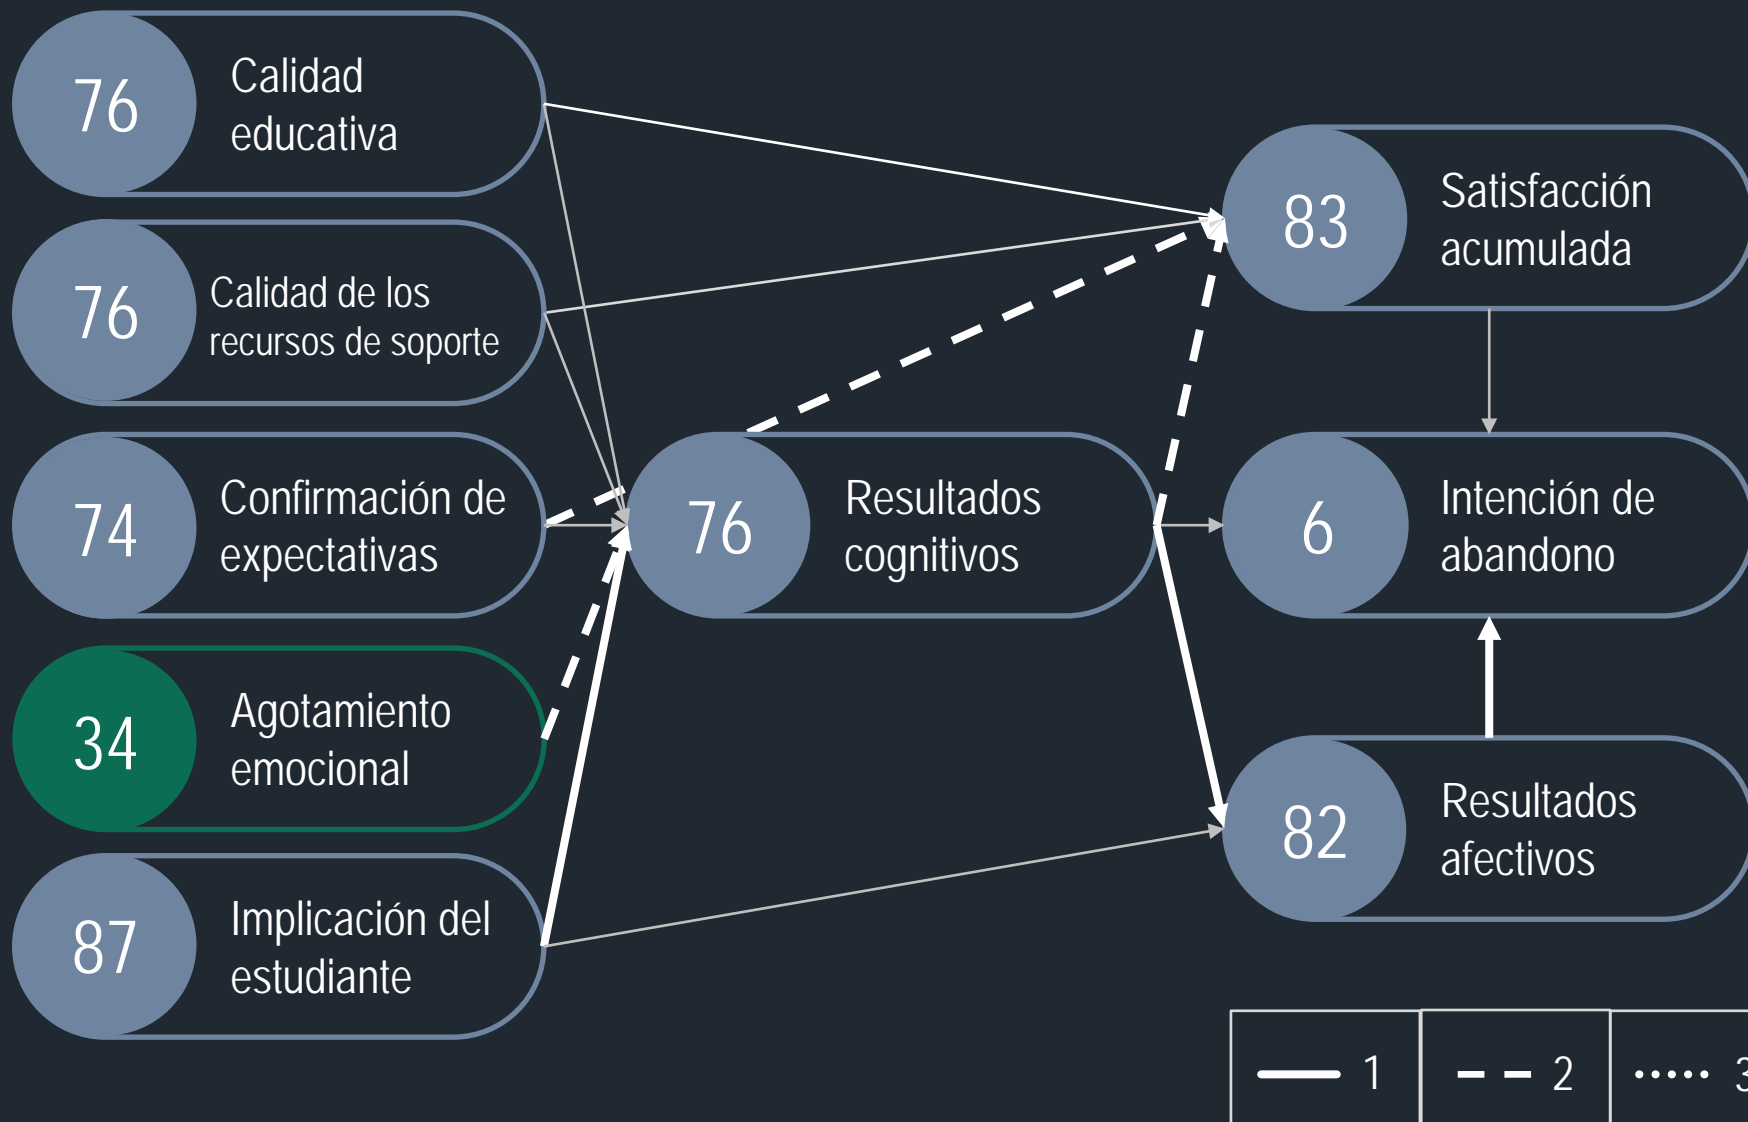 76
Calidad
educativa
76
Calidad de los
recursos de soporte
74
Confirmación de
expectativas
34
Agotamiento
emocional
87
Implicación del
estudiante
76
Resultados
cognitivos
83
Satisfacción
acumulada
6
Intención de
abandono
82
Resultados
afectivos
1
2
3